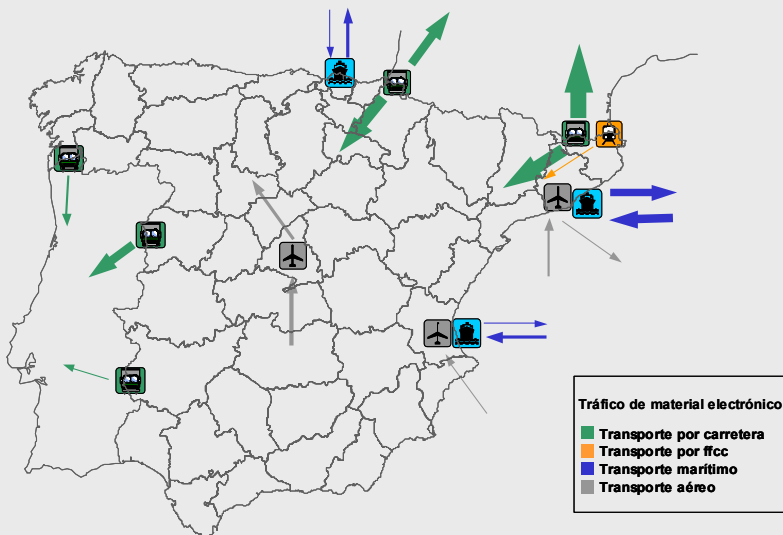 Tráfico de material electrónico
Transporte por carretera
Transporte por ffcc
Transporte marítimo
Transporte aéreo